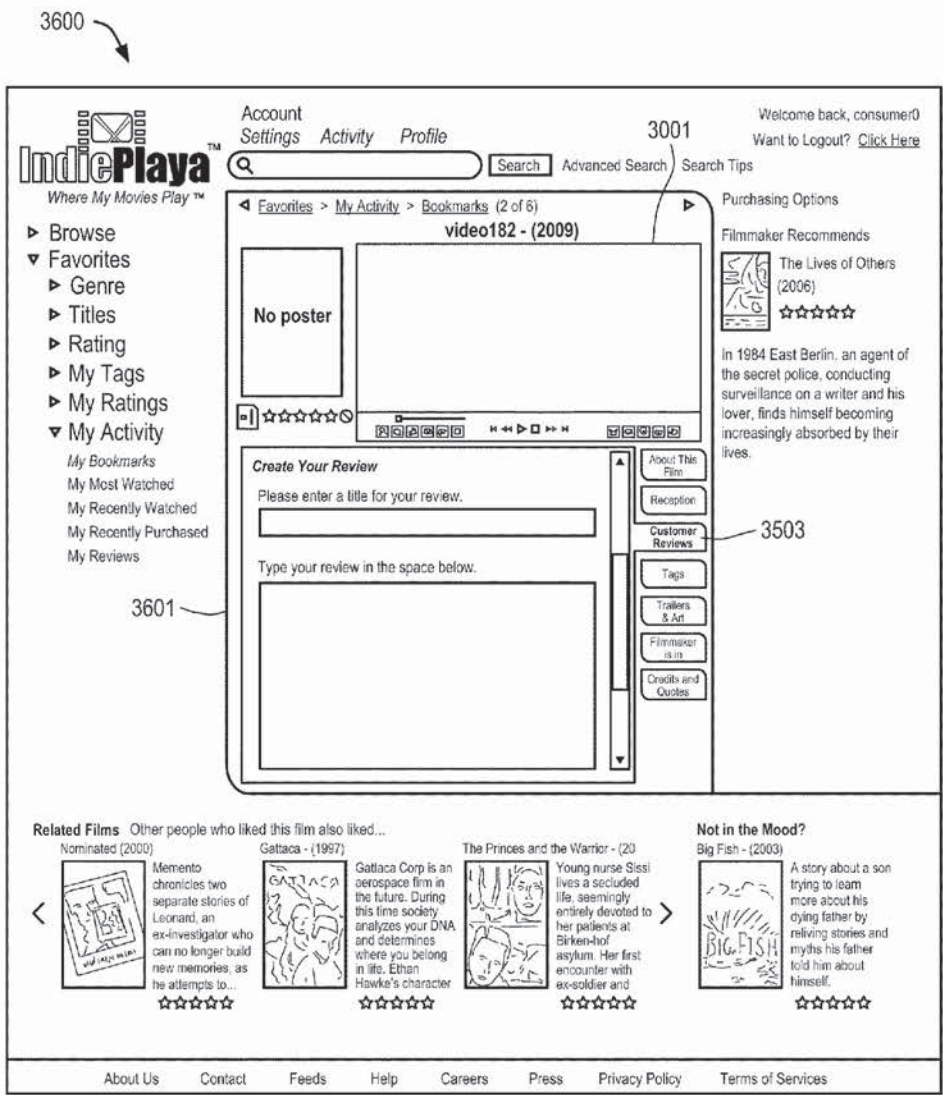 3600
IndiePlaya™
Where My Movies Play ™
Account
Settings Activity Profile
Search Advanced Search Search Tips
3001
Welcome back, consumer0
Want to Logout? Click Here
Browse
Favorites
Genre
Titles
Rating
My Tags
My Ratings
My Activity
My Bookmarks
My Most Watched
My Recently Watched
My Recently Purchased
My Reviews
Favorites > My Activity > Bookmarks (2 of 6)
video182 - (2009)
No poster
Create Your Review
Please enter a title for your review.
Type your review in the space below.
3601
About This
Film
Reception
Customer
Reviews
3503
Tags
Trailers
& Art
Filmmaker
is in
Credits and
Quotes
Purchasing Options
Filmmaker Recommends
The Lives of Others
(2006)
In 1984 East Berlin, an agent of
the secret police, conducting
surveillance on a writer and his
lover, finds himself becoming
increasingly absorbed by their
lives.
Related Films Other people who liked this film also liked...
Nominated (2000)
Memento
chronicles two
separate stories of
Leonard, an
ex-investigator who
can no longer build
new memories, as
he attempts to...
Gattaca - (1997)
GATTACA
Gattaca Corp is an
aerospace firm in
the future. During
this time society
analyzes your DNA
and determines
where you belong
in life. Ethan
Hawke's character
The Princes and the Warrior - (20
Young nurse Sissi
lives a secluded
life, seemingly
entirely devoted to
her patients at
Birken-hof
asylum. Her first
encounter with
ex-soldier and
Not in the Mood?
Big Fish - (2003)
BIG FISH
A story about a son
trying to learn
more about his
dying father by
reliving stories and
myths his father
told him about
himself.
About Us Contact Feeds Help Careers Press Privacy Policy Terms of Services